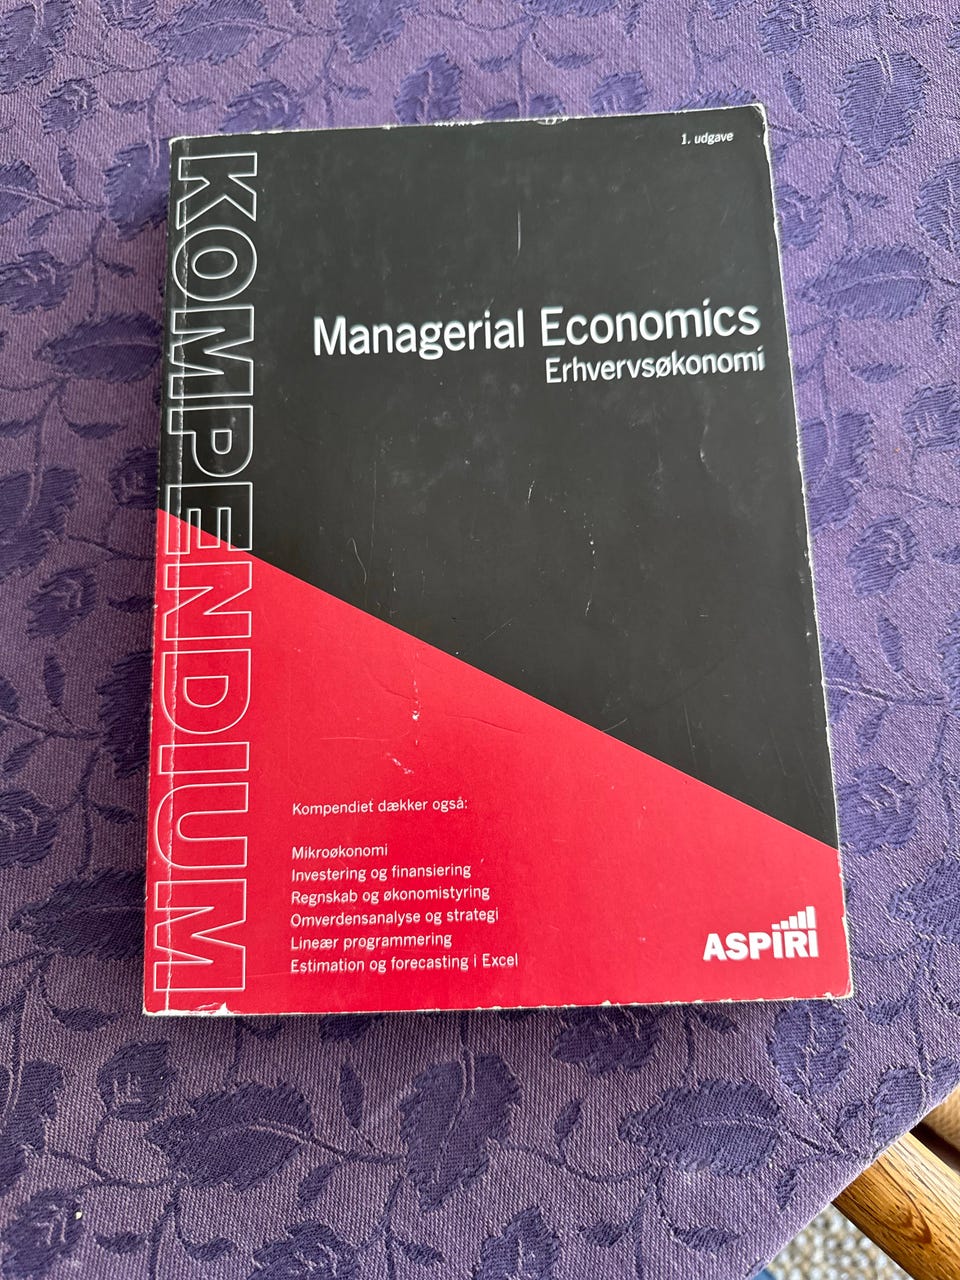 1. udgave
KOMPENDIUM
Managerial Economics
Erhvervsøkonomi
Kompendiet dækker også:
Mikroøkonomi
Investering og finansiering
Regnskab og økonomistyring
Omverdensanalyse og strategi
Lineær programmering
Estimation og forecasting i Excel
ASPIRI